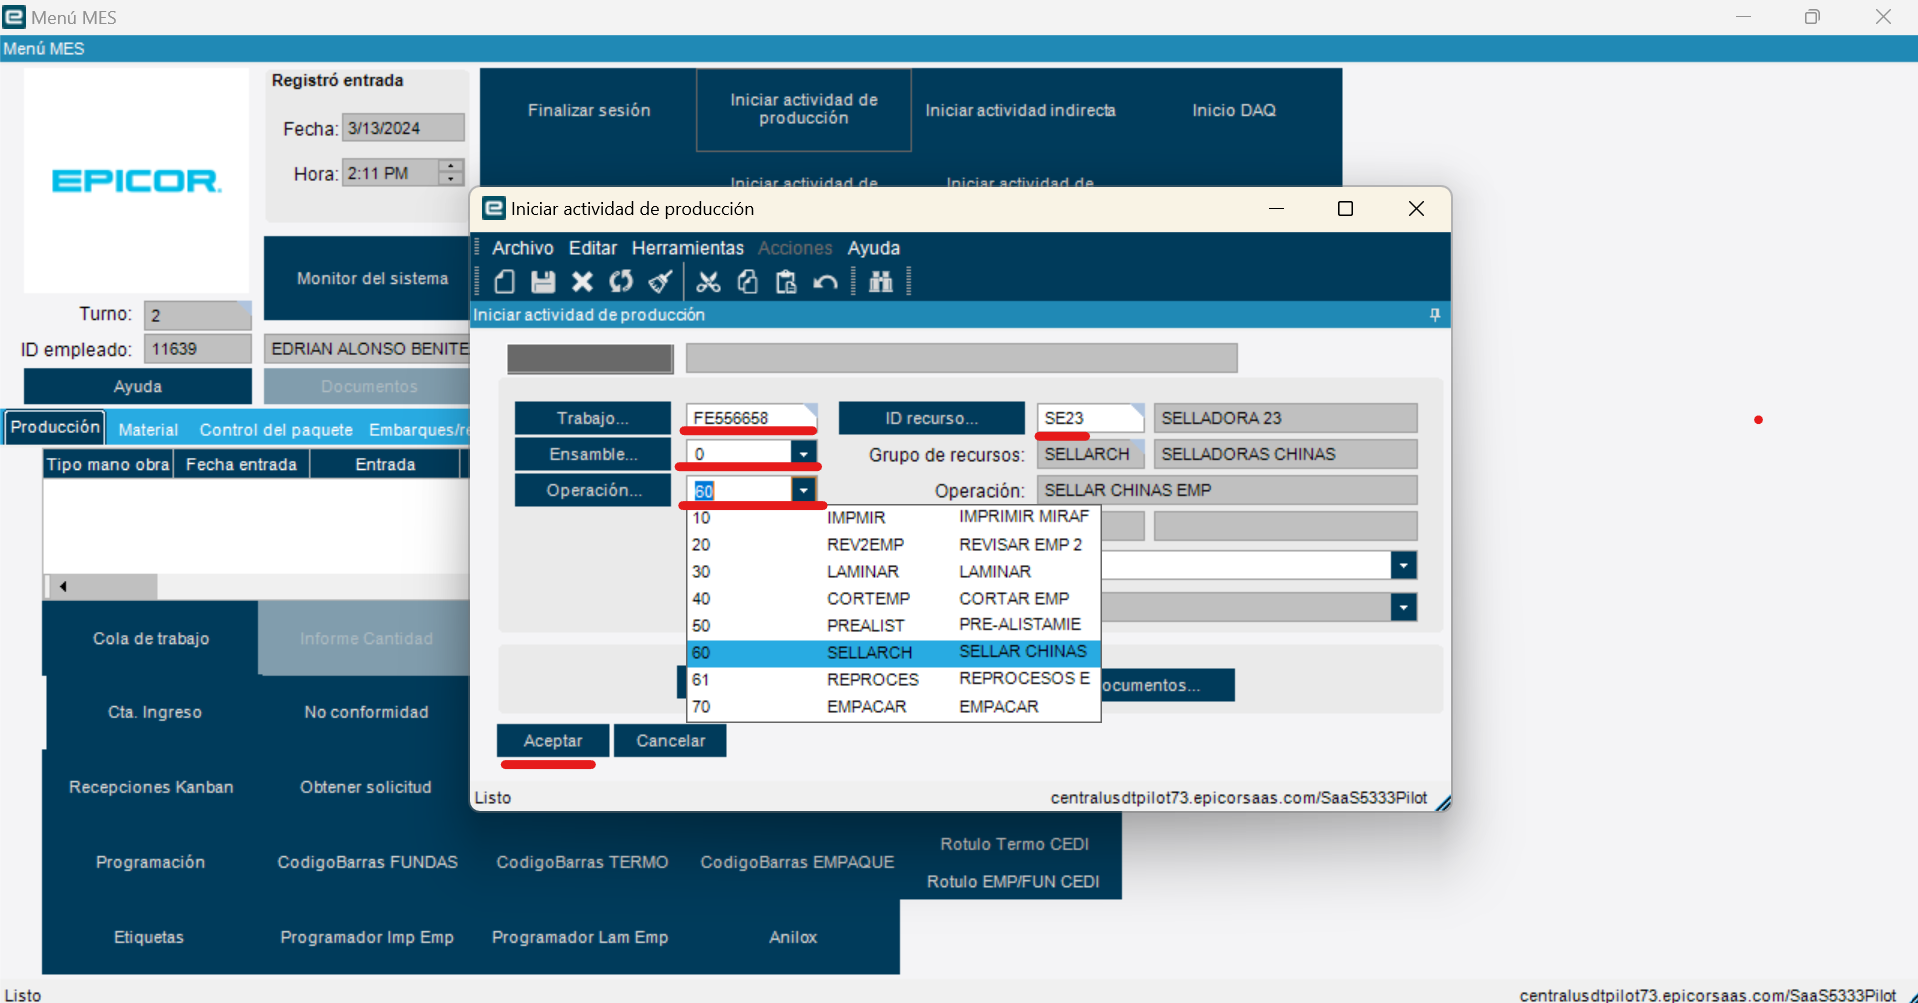 Menú MES
Menú MES
EPICOR.
Registró entrada
Fecha: 3/13/2024
Hora: 2:11 PM
Finalizar sesión
Iniciar actividad de
producción
Iniciar actividad indirecta
Inicio DAQ
Iniciar actividad de
Iniciar actividad de
Monitor del sistema
Turno: 2
ID empleado: 11639
EDRIAN ALONSO BENITE
Ayuda
Documentos
Producción
Material
Control del paquete
Embarques/re
Tipo mano obra
Fecha entrada
Entrada
Iniciar actividad de producción
Archivo Editar Herramientas Acciones Ayuda
Iniciar actividad de producción
Trabajo... FE556658 ID recurso... SE23 SELLADORA 23
Ensamble... 0 Grupo de recursos: SELLARCH SELLADORAS CHINAS
Operación... 60 Operación: SELLAR CHINAS EMP
10 IMPMIR IMPRIMIR MIRAF
20 REV2EMP REVISAR EMP 2
30 LAMINAR LAMINAR
40 CORTEMP CORTAR EMP
50 PREALIST PRE-ALISTAMIE
60 SELLARCH SELLAR CHINAS
61 REPROCES REPROCESOS E
70 EMPACAR EMPACAR
ocumentos...
Aceptar Cancelar
Listo
centralusdtpilot73.epicorsaas.com/SaaS5333Pilot
Cola de trabajo
Informe Cantidad
Cta. Ingreso
No conformidad
Recepciones Kanban
Obtener solicitud
Programación
CodigoBarras FUNDAS
CodigoBarras TERMO
CodigoBarras EMPAQUE
Rotulo Termo CEDI
Rotulo EMP/FUN CEDI
Etiquetas
Programador Imp Emp
Programador Lam Emp
Anilox
Listo
centralusdtpilot73.epicorsaas.com/SaaS5333Pilot